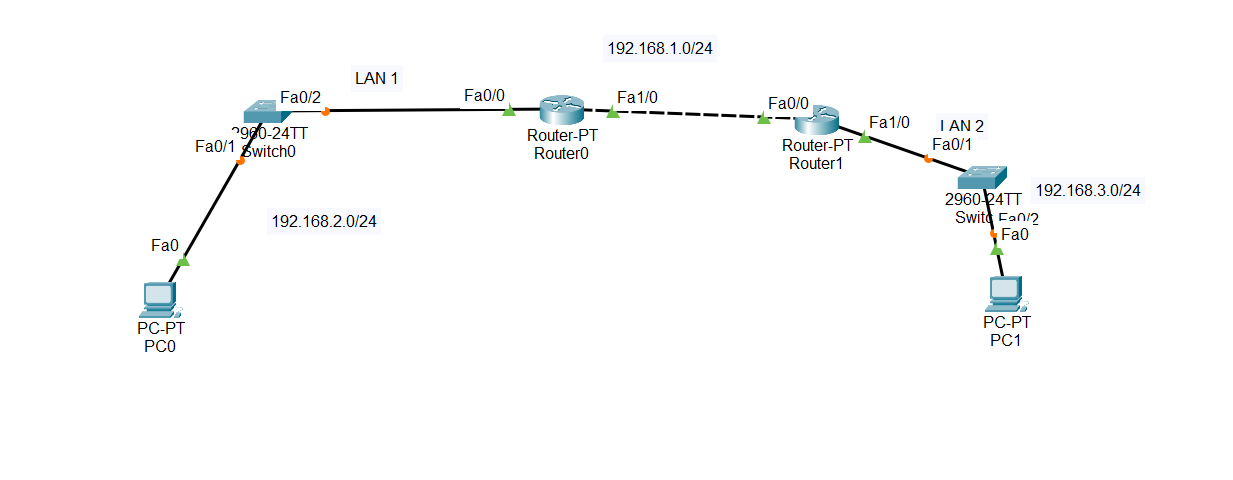 192.168.1.0/24
LAN 1
Fa0/2
Fa0/0
Fa1/0
Fa0/0
Fa1/0
LAN 2
Fa0/1
2960-24TT
Switch0
Fa0/1
Router-PT
Router0
Router-PT
Router1
192.168.3.0/24
2960-24TT
Switc
Fa0/2
Fa0
192.168.2.0/24
Fa0
PC-PT
PC0
PC-PT
PC1